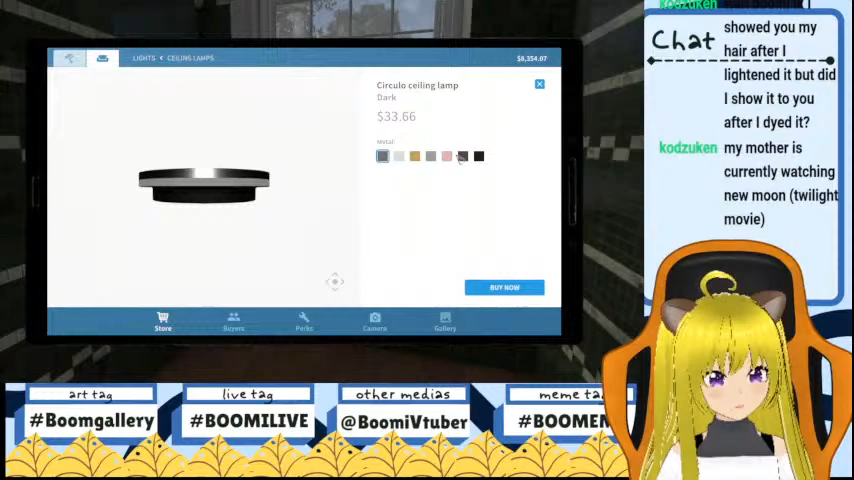 LIGHTS < CEILING LAMPS
$8,354.07
Circulo ceiling lamp
Dark
$33.66
Metal:
BUY NOW
Store
Buyers
Perks
Camera
Gallery
Chat
kodzuken
showed you my
hair after I
lightened it but did
I show it to you
after I dyed it?
kodzuken my mother is
currently watching
new moon (twilight
movie)
art tag
#Boomgallery
live tag
#BOOMILIVE
other medias
@BoomiVtuber
meme ta
#BOOMEM